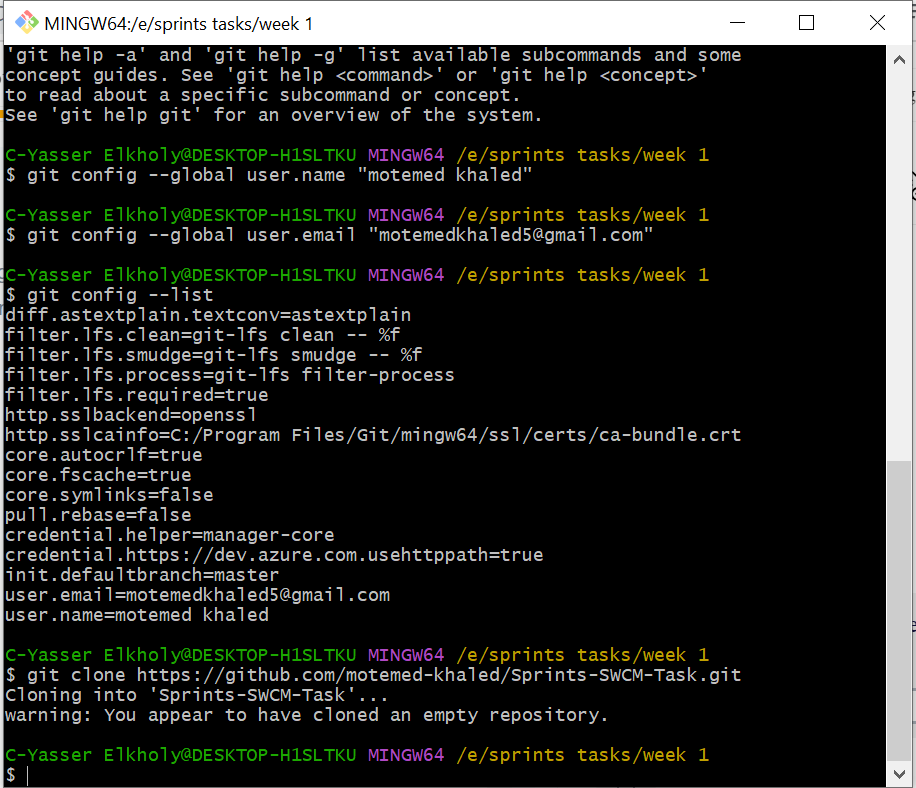 MINGW64:/e/sprints tasks/week 1
'git help -a' and 'git help -g' list available subcommands and some
concept guides. See 'git help <command>' or 'git help <concept>'
to read about a specific subcommand or concept.
See 'git help git' for an overview of the system.
C-Yasser Elkholy@DESKTOP-H1SLTKU MINGW64 /e/sprints tasks/week 1
$ git config --global user.name "motemed khaled"
C-Yasser Elkholy@DESKTOP-H1SLTKU MINGW64 /e/sprints tasks/week 1
$ git config --global user.email "motemedkhaled5@gmail.com"
C-Yasser Elkholy@DESKTOP-H1SLTKU MINGW64 /e/sprints tasks/week 1
$ git config --list
diff.astextplain.textconv=astextplain
filter.lfs.clean=git-lfs clean -- %f
filter.lfs.smudge=git-lfs smudge -- %f
filter.lfs.process=git-lfs filter-process
filter.lfs.required=true
http.sslbackend=openssl
http.sslcainfo=C:/Program Files/Git/mingw64/ssl/certs/ca-bundle.crt
core.autocrlf=true
core.fscache=true
core.symlinks=false
pull.rebase=false
credential.helper=manager-core
credential.https://dev.azure.com.usehttppath=true
init.defaultbranch=master
user.email=motemedkhaled5@gmail.com
user.name=motemed khaled
C-Yasser Elkholy@DESKTOP-H1SLTKU MINGW64 /e/sprints tasks/week 1
$ git clone https://github.com/motemed-khaled/Sprints-SWCM-Task.git
Cloning into 'Sprints-SWCM-Task'...
warning: You appear to have cloned an empty repository.
C-Yasser Elkholy@DESKTOP-H1SLTKU MINGW64 /e/sprints tasks/week 1
$